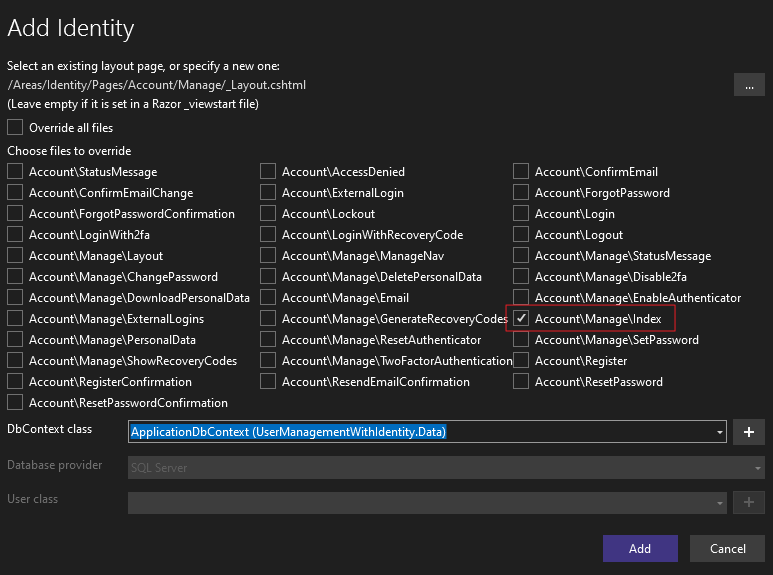 Add Identity
Select an existing layout page, or specify a new one:
/Areas/Identity/Pages/Account/Manage/_Layout.cshtml
...
(Leave empty if it is set in a Razor _viewstart file)
Override all files
Choose files to override
Account\StatusMessage Account\AccessDenied Account\ConfirmEmail
Account\ConfirmEmailChange Account\ExternalLogin Account\ForgotPassword
Account\ForgotPasswordConfirmation Account\Lockout Account\Login
Account\LoginWith2fa Account\LoginWithRecoveryCode Account\Logout
Account\Manage\Layout Account\Manage\ManageNav Account\Manage\StatusMessage
Account\Manage\ChangePassword Account\Manage\DeletePersonalData Account\Manage\Disable2fa
Account\Manage\DownloadPersonalData Account\Manage\Email Account\Manage\EnableAuthenticator
Account\Manage\ExternalLogins Account\Manage\GenerateRecoveryCodes Account\Manage\Index
Account\Manage\PersonalData Account\Manage\ResetAuthenticator Account\Manage\SetPassword
Account\Manage\ShowRecoveryCodes Account\Manage\TwoFactorAuthentication Account\Register
Account\RegisterConfirmation Account\ResendEmailConfirmation Account\ResetPassword
Account\ResetPasswordConfirmation
DbContext class ApplicationDbContext (UserManagementWithIdentity.Data) +
Database provider SQL Server
User class +
Add Cancel